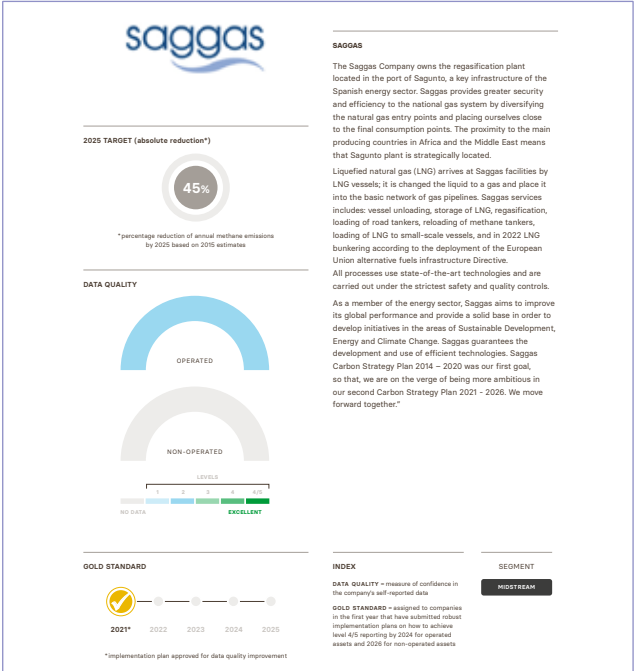 saggas
2025 TARGET (absolute reduction*)
45%
*percentage reduction of annual methane emissions
by 2025 based on 2015 estimates
DATA QUALITY
OPERATED
NON-OPERATED
LEVELS
1 2 3 4 4/5
NO DATA EXCELLENT
SAGGAS
The Saggas Company owns the regasification plant
located in the port of Sagunto, a key infrastructure of the
Spanish energy sector. Saggas provides greater security
and efficiency to the national gas system by diversifying
the natural gas entry points and placing ourselves close
to the final consumption points. The proximity to the main
producing countries in Africa and the Middle East means
that Sagunto plant is strategically located.
Liquefied natural gas (LNG) arrives at Saggas facilities by
LNG vessels; it is changed the liquid to a gas and place it
into the basic network of gas pipelines. Saggas services
includes: vessel unloading, storage of LNG, regasification,
loading of road tankers, reloading of methane tankers,
loading of LNG to small-scale vessels, and in 2022 LNG
bunkering according to the deployment of the European
Union alternative fuels infrastructure Directive.
All processes use state-of-the-art technologies and are
carried out under the strictest safety and quality controls.
As a member of the energy sector, Saggas aims to improve
its global performance and provide a solid base in order to
develop initiatives in the areas of Sustainable Development,
Energy and Climate Change. Saggas guarantees the
development and use of efficient technologies. Saggas
Carbon Strategy Plan 2014 – 2020 was our first goal,
so that, we are on the verge of being more ambitious in
our second Carbon Strategy Plan 2021 - 2026. We move
forward together."
GOLD STANDARD
2021* 2022 2023 2024 2025
*implementation plan approved for data quality improvement
INDEX
DATA QUALITY – measure of confidence in
the company's self-reported data
GOLD STANDARD – assigned to companies
in the first year that have submitted robust
implementation plans on how to achieve
level 4/5 reporting by 2024 for operated
assets and 2026 for non-operated assets
SEGMENT
MIDSTREAM